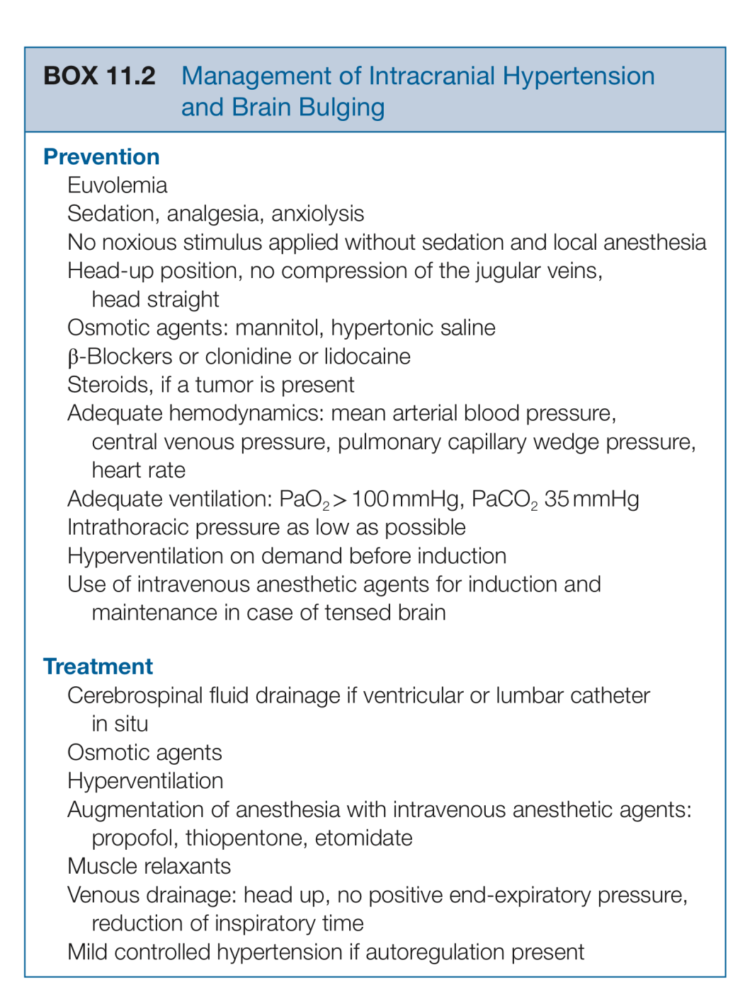 BOX 11.2 Management of Intracranial Hypertension
and Brain Bulging
Prevention
Euvolemia
Sedation, analgesia, anxiolysis
No noxious stimulus applied without sedation and local anesthesia
Head-up position, no compression of the jugular veins,
head straight
Osmotic agents: mannitol, hypertonic saline
β-Blockers or clonidine or lidocaine
Steroids, if a tumor is present
Adequate hemodynamics: mean arterial blood pressure,
central venous pressure, pulmonary capillary wedge pressure,
heart rate
Adequate ventilation: PaO₂ > 100 mmHg, PaCO₂ 35 mmHg
Intrathoracic pressure as low as possible
Hyperventilation on demand before induction
Use of intravenous anesthetic agents for induction and
maintenance in case of tensed brain
Treatment
Cerebrospinal fluid drainage if ventricular or lumbar catheter
in situ
Osmotic agents
Hyperventilation
Augmentation of anesthesia with intravenous anesthetic agents:
propofol, thiopentone, etomidate
Muscle relaxants
Venous drainage: head up, no positive end-expiratory pressure,
reduction of inspiratory time
Mild controlled hypertension if autoregulation present